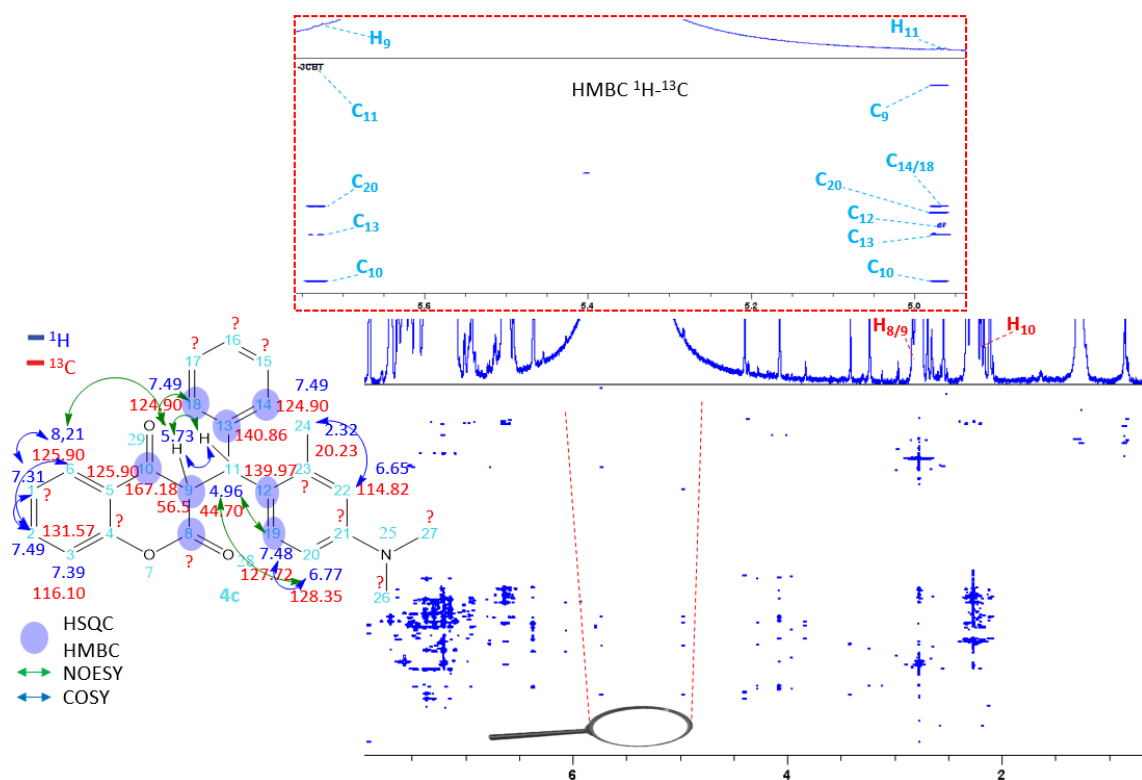 H9
H11
-3CBT
HMBC ¹H-¹³C
C11
C9
C14/18
C20
C20
C12
C13
C13
C10
C10
5.6 5.4 5.2 5.0
¹H
¹³C
H8/9
H10
?
16
? 17 15 ?
7.49 7.49
124.90 18 14 124.90
24
8,21 29 O 5.73 H H 13 140.86 2.32
125.90 20.23
7.31 6 125.90 10 11 139.97 23 6.65
1 ? 5 167.18 9 12 ? 22 114.82
56.5 4.96
44.70
2 131.57 4 ? 8 19 21 ? 25 27 ?
7.49 3 O O 28 7.48 20 N
7.39 7 ? 127.72 6.77 ?
116.10 4c 128.35 26
HSQC
HMBC
NOESY
COSY
6 4 2